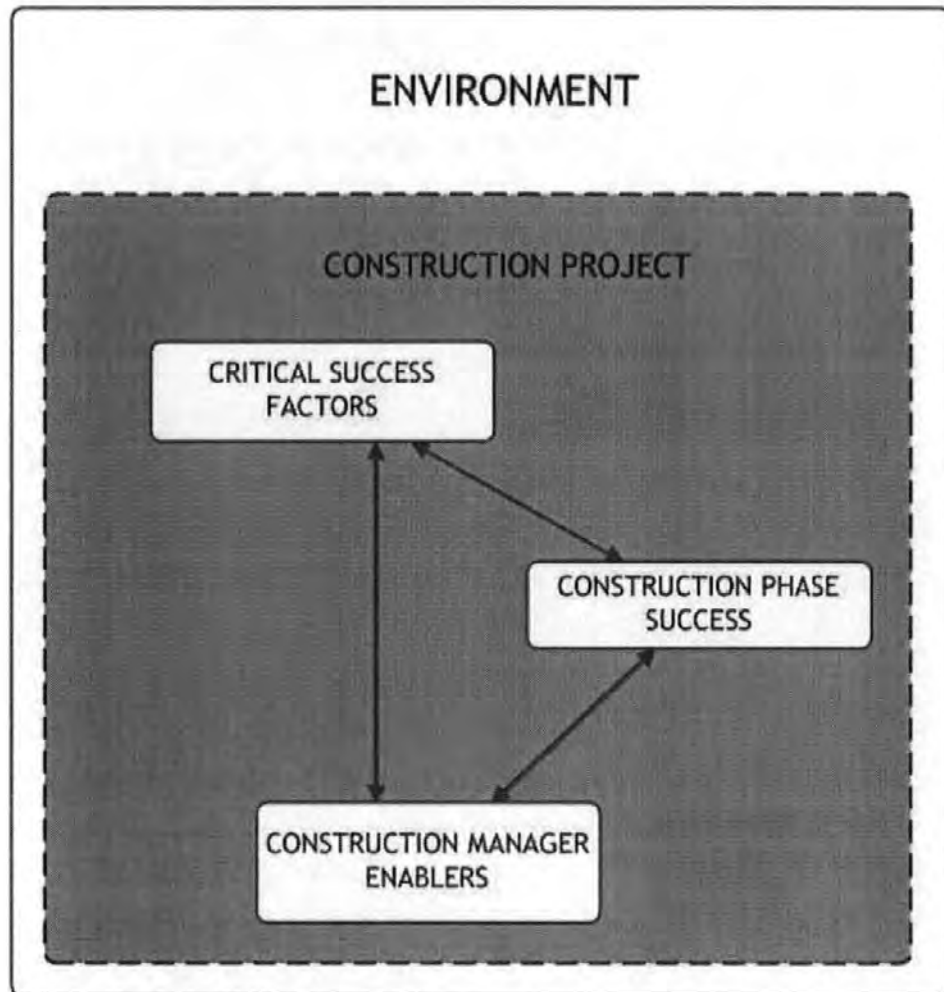 ENVIRONMENT
CONSTRUCTION PROJECT
CRITICAL SUCCESS
FACTORS
CONSTRUCTION PHASE
SUCCESS
CONSTRUCTION MANAGER
ENABLERS